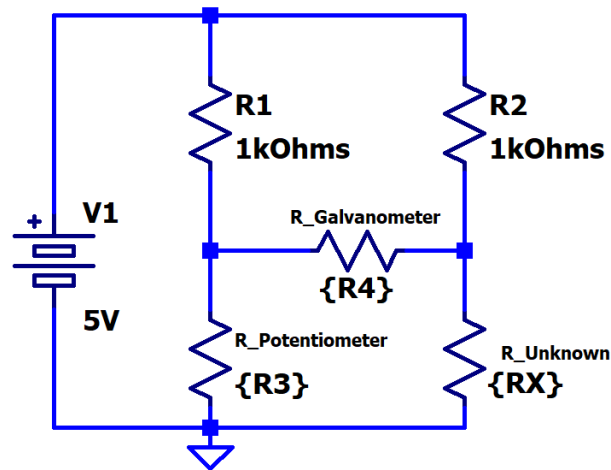 R1
1kOhms
R2
1kOhms
+
V1
5V
R_Galvanometer
{R4}
R_Potentiometer
{R3}
R_Unknown
{RX}